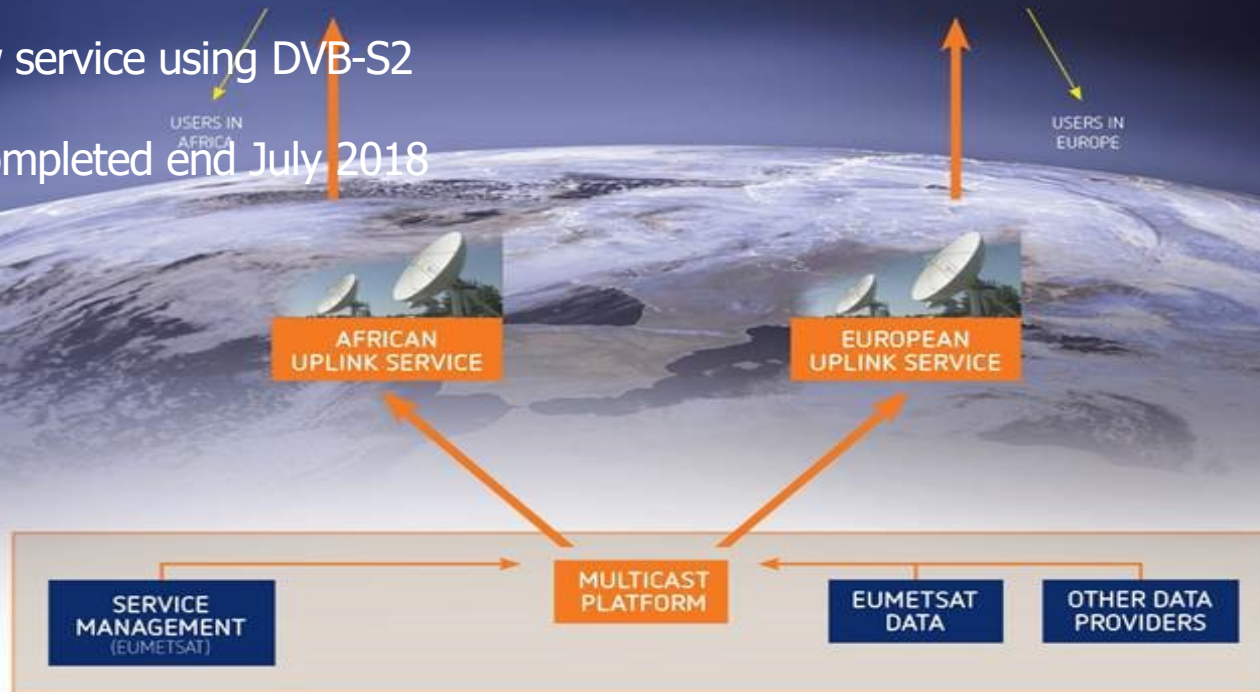 service using DVB-S2
USERS IN
AFRICA
USERS IN
EUROPE
end July 2018
AFRICAN
UPLINK SERVICE
EUROPEAN
UPLINK SERVICE
MULTICAST
PLATFORM
SERVICE
MANAGEMENT
(EUMETSAT)
EUMETSAT
DATA
OTHER DATA
PROVIDERS